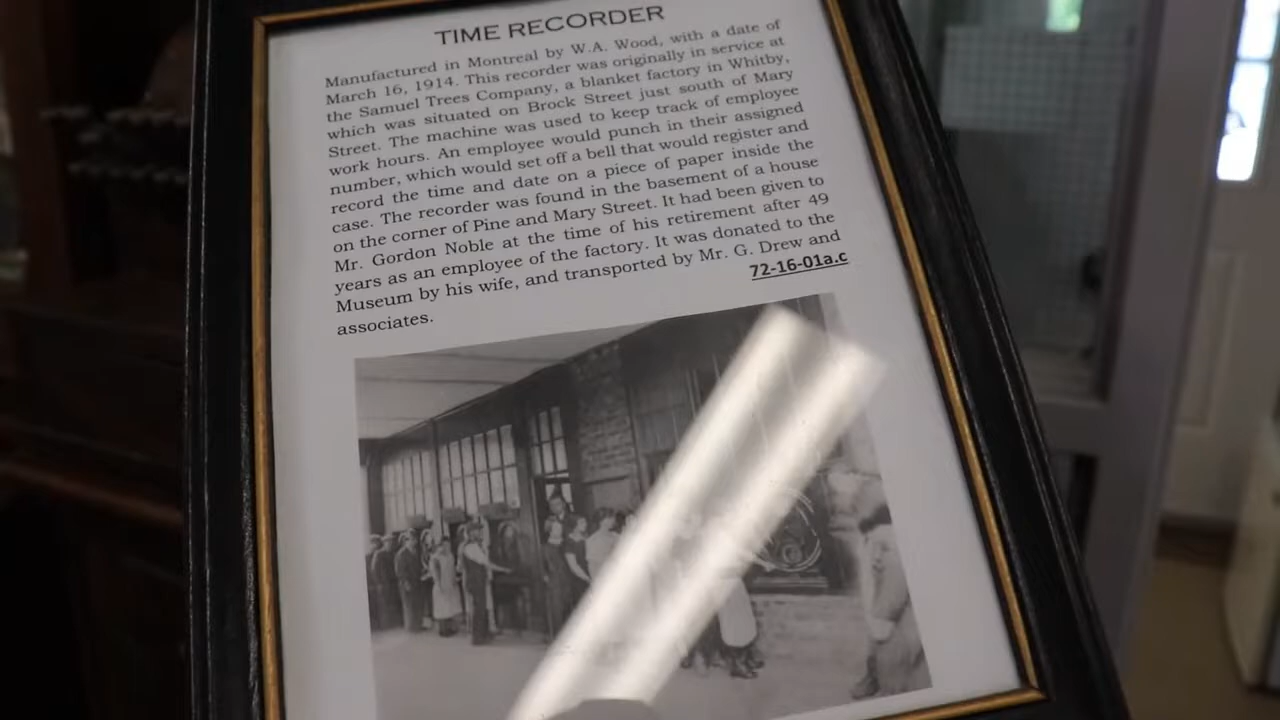 TIME RECORDER
Manufactured in Montreal by W.A. Wood, with a date of
March 16, 1914. This recorder was originally in service at
the Samuel Trees Company, a blanket factory in Whitby,
which was situated on Brock Street just south of Mary
Street. The machine was used to keep track of employee
work hours. An employee would punch in their assigned
number, which would set off a bell that would register and
record the time and date on a piece of paper inside the
case. The recorder was found in the basement of a house
on the corner of Pine and Mary Street. It had been given to
Mr. Gordon Noble at the time of his retirement after 49
years as an employee of the factory. It was donated to the
Museum by his wife, and transported by Mr. G. Drew and
associates.
72-16-01a.c